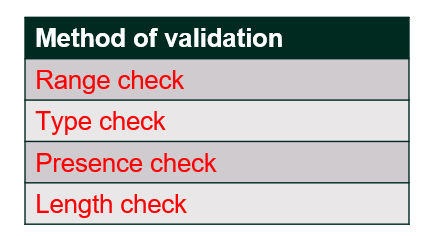 Method of validation
Range check
Type check
Presence check
Length check